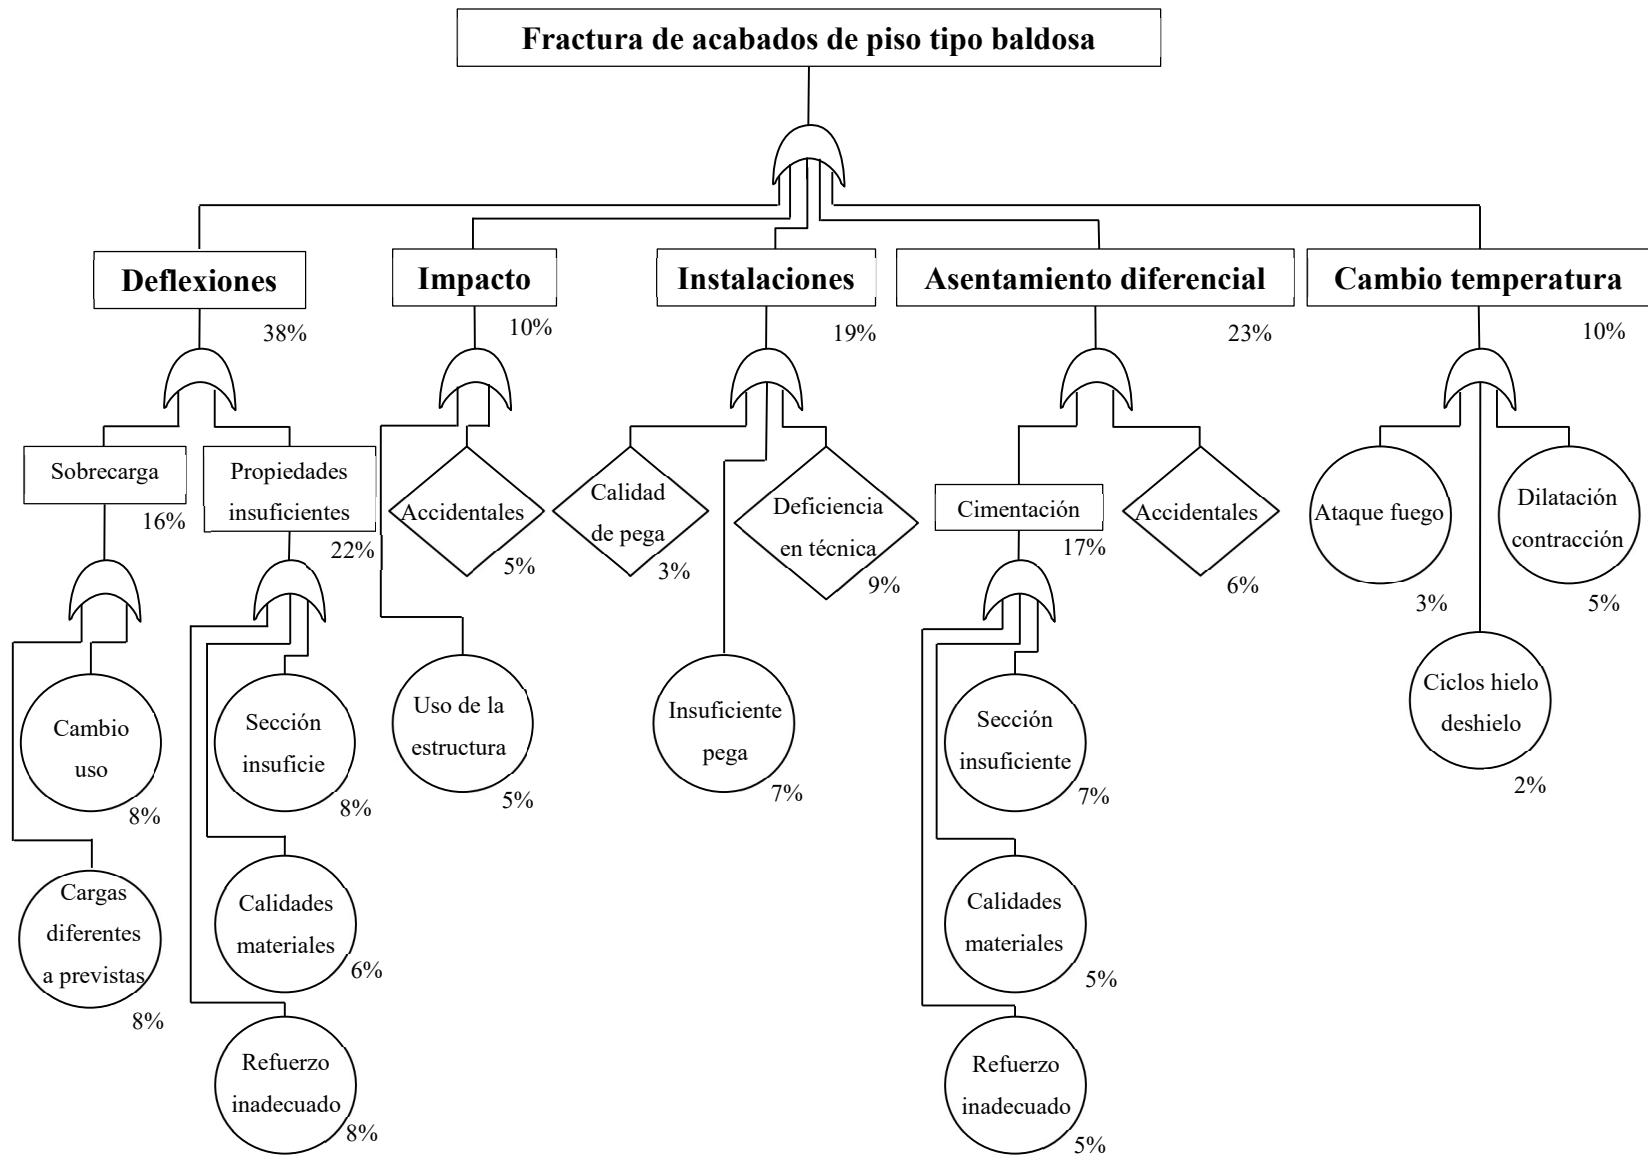 Fractura de acabados de piso tipo baldosa
Deflexiones
38%
Impacto
10%
Instalaciones
19%
Asentamiento diferencial
23%
Cambio temperatura
10%
Sobrecarga
16%
Propiedades
insuficientes
22%
Accidentales
5%
Calidad
de pega
3%
Deficiencia
en técnica
9%
Cimentación
17%
Accidentales
6%
Ataque fuego
3%
Dilatación
contracción
5%
Cambio
uso
8%
Sección
insuficie
8%
Uso de la
estructura
5%
Insuficiente
pega
7%
Sección
insuficiente
7%
Ciclos hielo
deshielo
2%
Cargas
diferentes
a previstas
8%
Calidades
materiales
6%
Calidades
materiales
5%
Refuerzo
inadecuado
8%
Refuerzo
inadecuado
5%